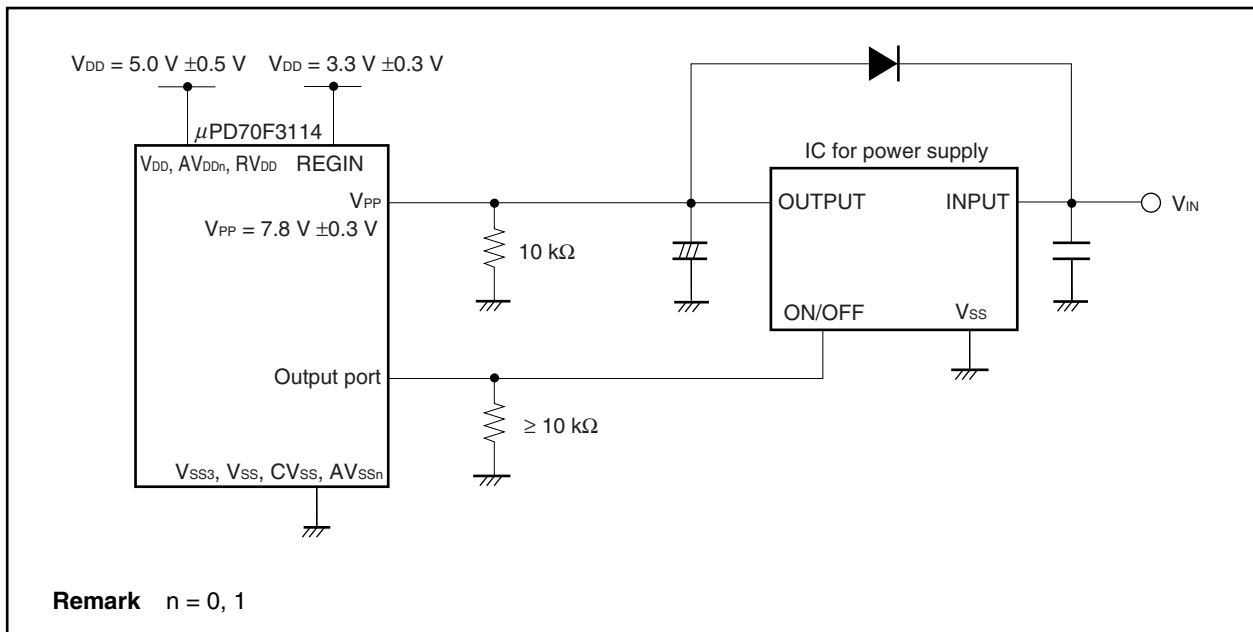 VDD = 5.0 V ±0.5 V
VDD = 3.3 V ±0.3 V
μPD70F3114
VDD, AVDDn, RVDD
REGIN
VPP
VPP = 7.8 V ±0.3 V
10 kΩ
IC for power supply
OUTPUT
INPUT
VIN
ON/OFF
VSS
Output port
≥ 10 kΩ
VSS3, VSS, CVSS, AVSSn
Remark n = 0, 1